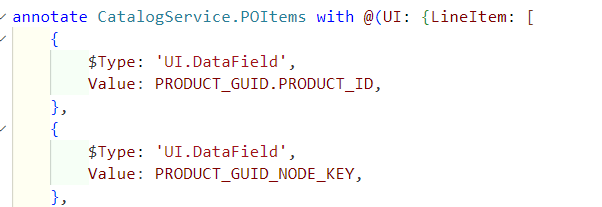 annotate CatalogService.POItems with @(UI: {LineItem: [
{
$Type: 'UI.DataField',
Value: PRODUCT_GUID.PRODUCT_ID,
},
{
$Type: 'UI.DataField',
Value: PRODUCT_GUID_NODE_KEY,
},